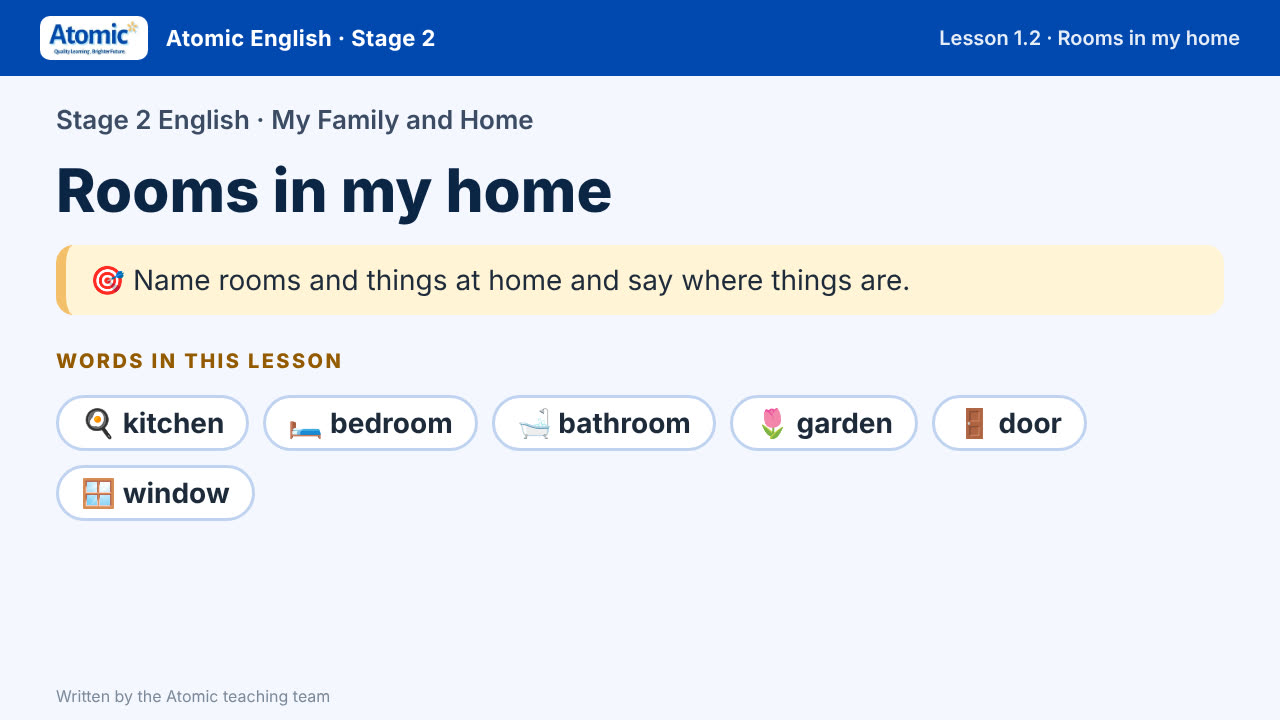 Atomic
Quality Learning. Brighter Future.
Atomic English · Stage 2
Lesson 1.2 · Rooms in my home
Stage 2 English · My Family and Home
Rooms in my home
Name rooms and things at home and say where things are.
WORDS IN THIS LESSON
kitchen bedroom bathroom garden door
window
Written by the Atomic teaching team